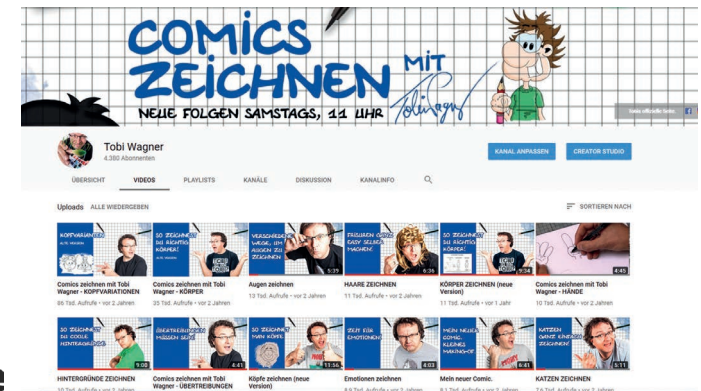 COMICS
ZEICHNEN
MIT
NEUE FOLGEN SAMSTAGS, 11 UHR
Tobi Wagner
4.380 Abonnenten
KANAL ANPASSEN
CREATOR STUDIO
ÜBERSICHT VIDEOS PLAYLISTS KANÄLE DISKUSSION KANALINFO
Uploads ALLE WIEDERGEBEN
SORTIEREN NACH
KOPFVARIANTEN
SO ZEICHNEST
DU RICHTIG
KÖRPER!
VERSCHIEDENE
WEGE, UM
AUGEN ZU
ZEICHNEN
5:39
FRISUREN GANZ
EASY SELBER
MACHEN!
6:36
SO ZEICHNEST
DU RICHTIG
KÖRPER!
9:34
4:45
Comics zeichnen mit Tobi
Wagner - KOPFVARIATIONEN
66 Tsd. Aufrufe • vor 2 Jahren
Comics zeichnen mit Tobi
Wagner - KÖRPER
35 Tsd. Aufrufe • vor 2 Jahren
Augen zeichnen
13 Tsd. Aufrufe • vor 2 Jahren
HAARE ZEICHNEN
11 Tsd. Aufrufe • vor 2 Jahren
KÖRPER ZEICHNEN (neue
Version)
11 Tsd. Aufrufe • vor 1 Jahr
Comics zeichnen mit Tobi
Wagner - HÄNDE
10 Tsd. Aufrufe • vor 2 Jahren
SO ZEICHNEST
DU COOLE
HINTERGRÜNDE
9:00
ÜBERTREIBUNGEN
MÜSSEN SEIN!
4:41
SO ZEICHNET
MAN KÖPFE
11:56
ZEIT FÜR
EMOTIONEN
4:03
MEIN NEUER
COMIC.
KLEINES
MAKING-OF
6:41
KATZEN
GANZ EINFACH
ZEICHNEN!
5:11
HINTERGRÜNDE ZEICHNEN
Comics zeichnen mit Tobi
Wagner - ÜBERTREIBUNGEN
Köpfe zeichnen (neue
Version)
Emotionen zeichnen
Mein neuer Comic.
KATZEN ZEICHNEN